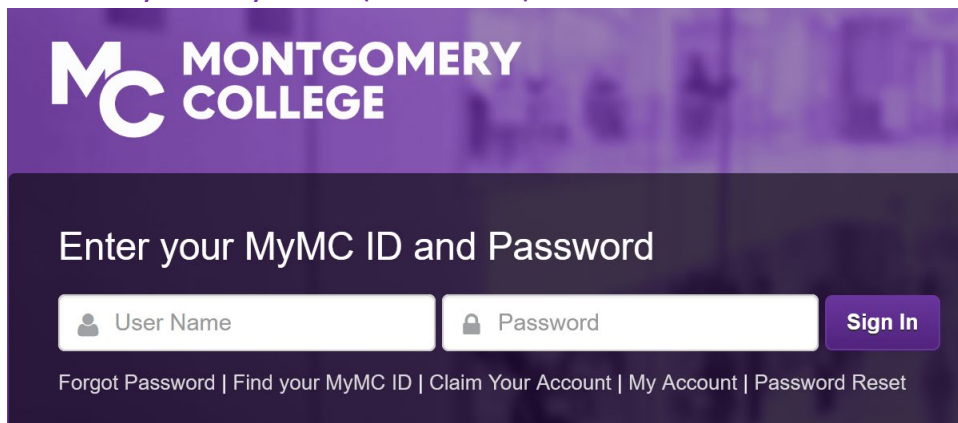 MC MONTGOMERY
COLLEGE
Enter your MyMC ID and Password
User Name Password Sign In
Forgot Password | Find your MyMC ID | Claim Your Account | My Account | Password Reset